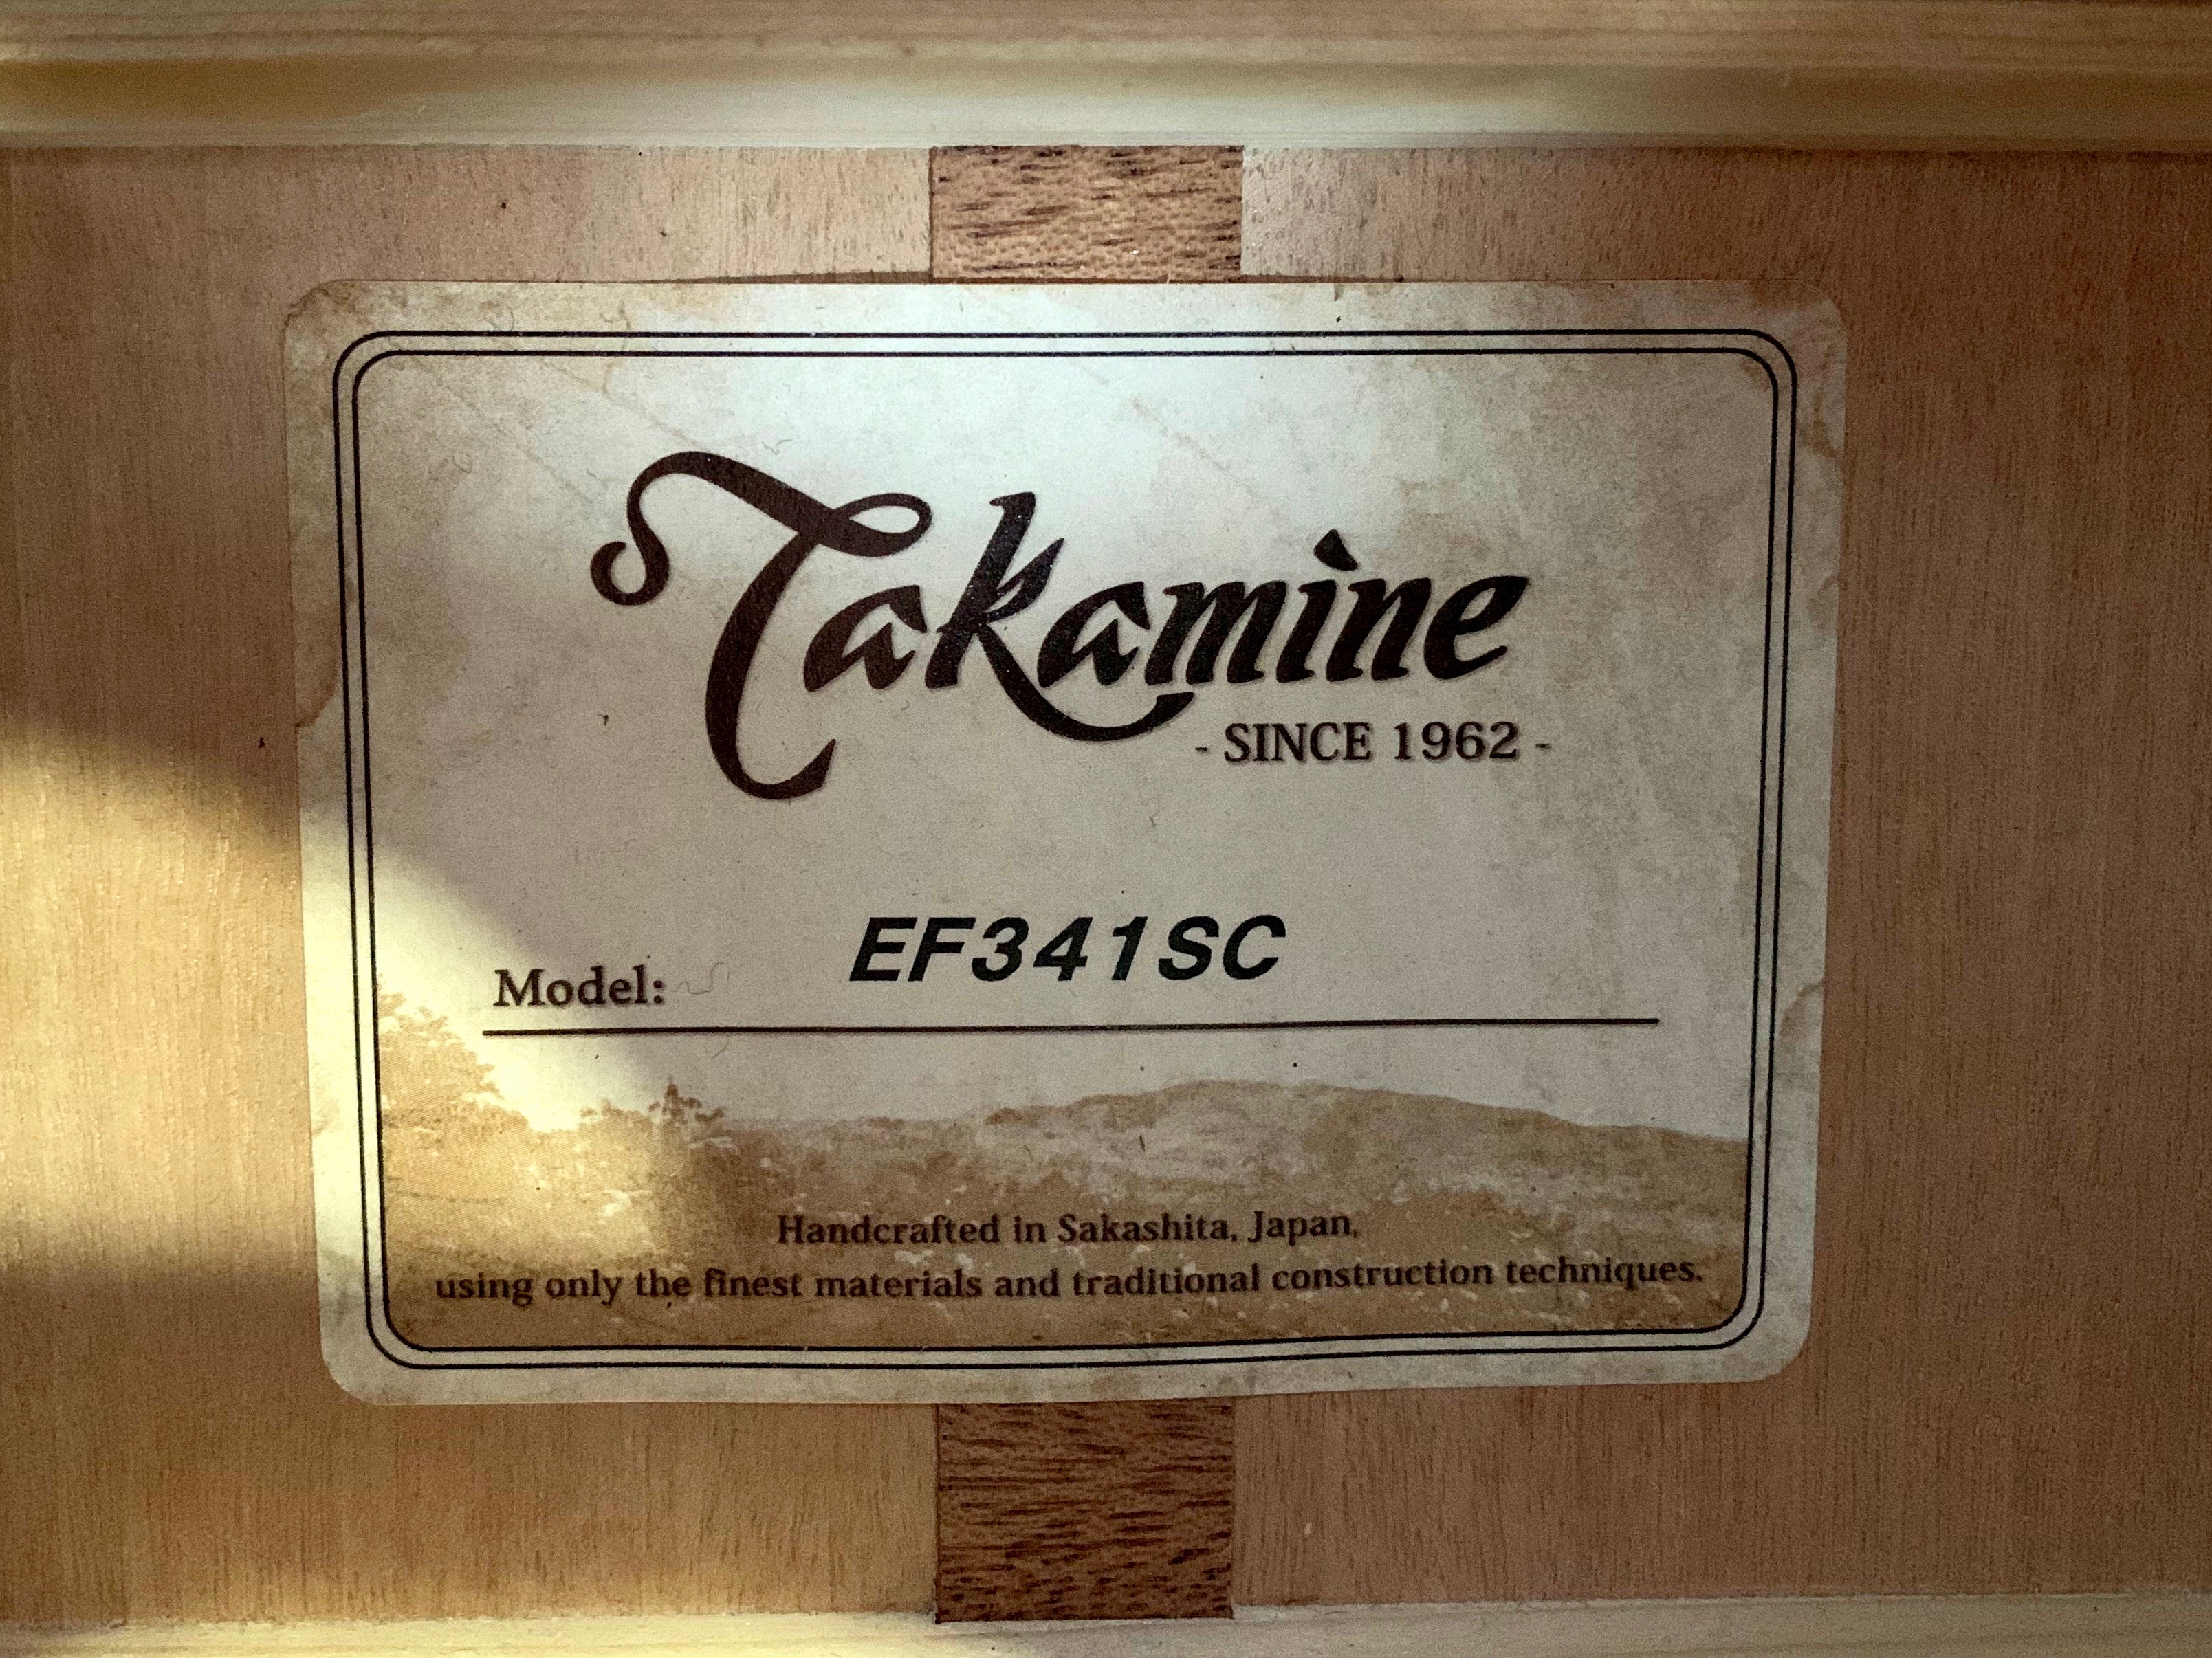 Takamine
- SINCE 1962 -
Model: EF341SC
Handcrafted in Sakashita, Japan,
using only the finest materials and traditional construction techniques.